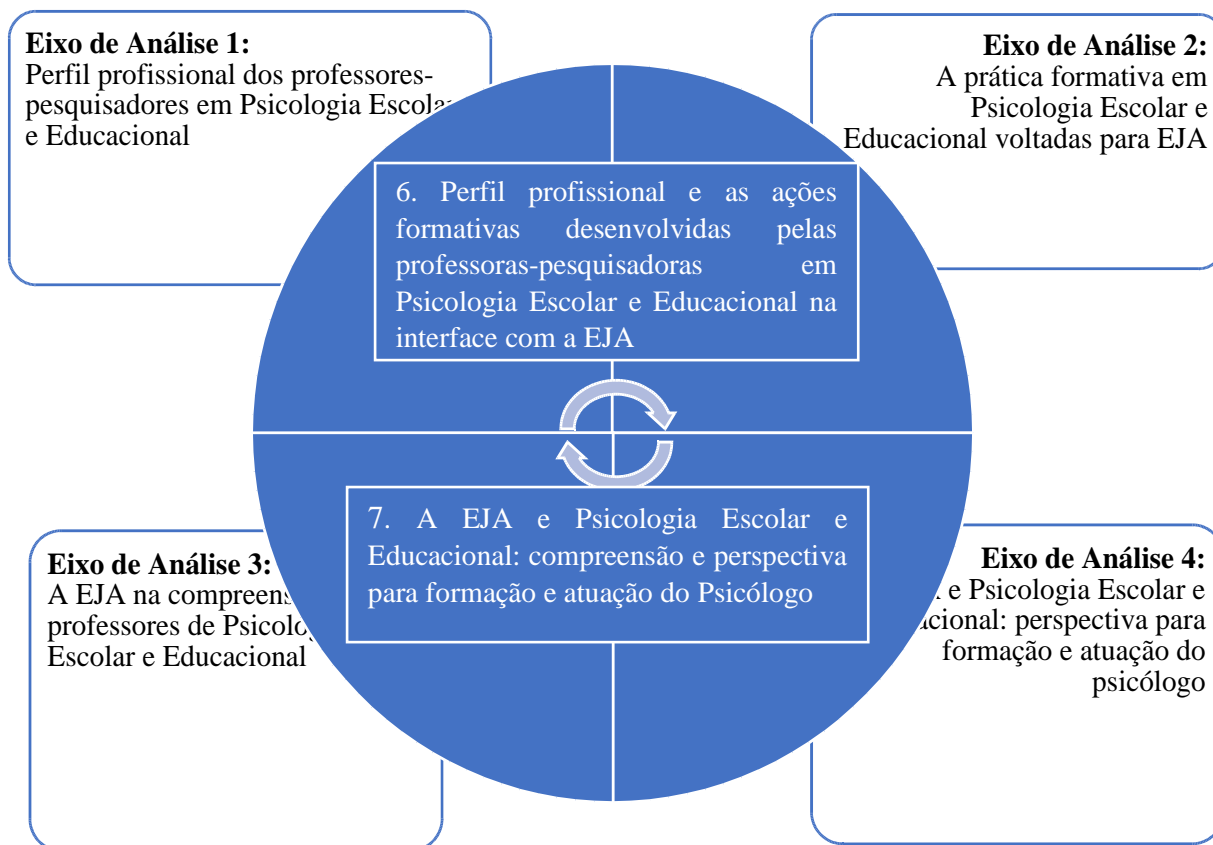 Eixo de Análise 1:
Perfil profissional dos professores-
pesquisadores em Psicologia Escolar
e Educacional
Eixo de Análise 2:
A prática formativa em
Psicologia Escolar e
Educacional voltadas para EJA
6. Perfil profissional e as ações
formativas desenvolvidas pelas
professoras-pesquisadoras em
Psicologia Escolar e Educacional na
interface com a EJA
7. A EJA e Psicologia Escolar e
Educacional: compreensão e perspectiva
para formação e atuação do Psicólogo
Eixo de Análise 3:
A EJA na
professores de
Escolar e Educacional
Eixo de Análise 4:
e Psicologia Escolar e
perspectiva para
formação e atuação do
psicólogo